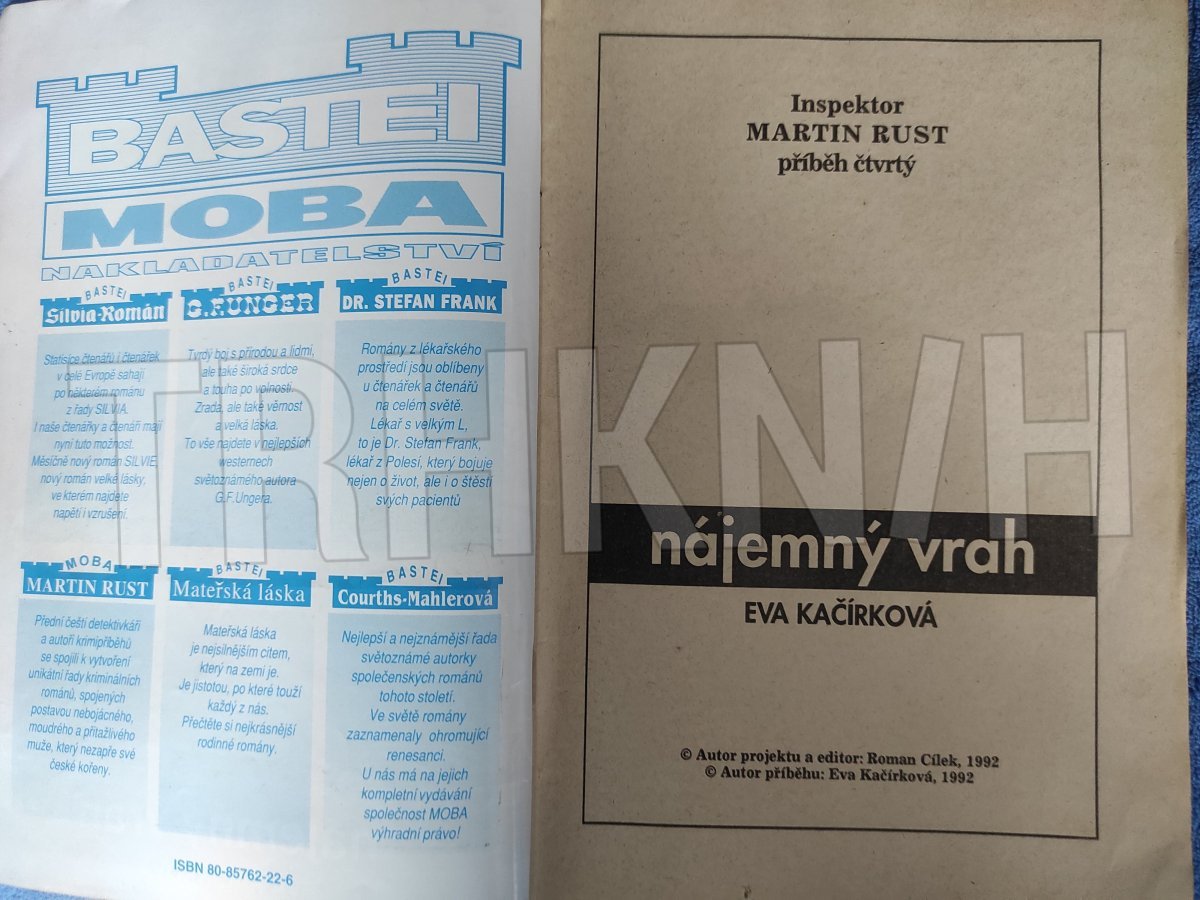 BASTEI
MOBA
NAKLADATELSTVÍ
BASTEI
Silvia-Román
Statisíce čtenářů i čtenářek
v celé Evropě sahají
po některém románu
z řady SILVIA.
I naše čtenářky a čtenáři mají
nyní tuto možnost.
Měsíčně nový román SILVIE,
nový román velké lásky,
ve kterém najdete
napětí i vzrušení.
BASTEI
G.F.UNGER
Tvrdý boj s přírodou a lidmi,
ale také široká srdce
a touha po volnosti.
Zrada, ale také věrnost
a velká láska.
To vše najdete v nejlepších
westernech
světoznámého autora
G.F.Ungera.
BASTEI
DR. STEFAN FRANK
Romány z lékařského
prostředí jsou oblíbeny
u čtenářek a čtenářů
na celém světě.
Lékař s velkým L,
to je Dr. Stefan Frank,
lékař z Polesí, který bojuje
nejen o život, ale i o štěstí
svých pacientů
MOBA
MARTIN RUST
Přední čeští detektivkáři
a autoři krimipříběhů
se spojili k vytvoření
unikátní řady kriminálních
románů, spojených
postavou nebojácného,
moudrého a přitažlivého
muže, který nezapře své
české kořeny.
BASTEI
Mateřská láska
Mateřská láska
je nejsilnějším citem,
který na zemi je.
Je jistotou, po které touží
každý z nás.
Přečtěte si nejkrásnější
rodinné romány.
BASTEI
Courths-Mahlerová
Nejlepší a nejznámější řada
světoznámé autorky
společenských románů
tohoto století.
Ve světě romány
zaznamenaly ohromující
renesanci.
U nás má na jejich
kompletní vydávání
společnost MOBA
výhradní právo!
ISBN 80-85762-22-6
Inspektor
MARTIN RUST
příběh čtvrtý
nájemný vrah
EVA KAČÍRKOVÁ
© Autor projektu a editor: Roman Cílek, 1992
© Autor příběhu: Eva Kačírková, 1992
TRHKNIH